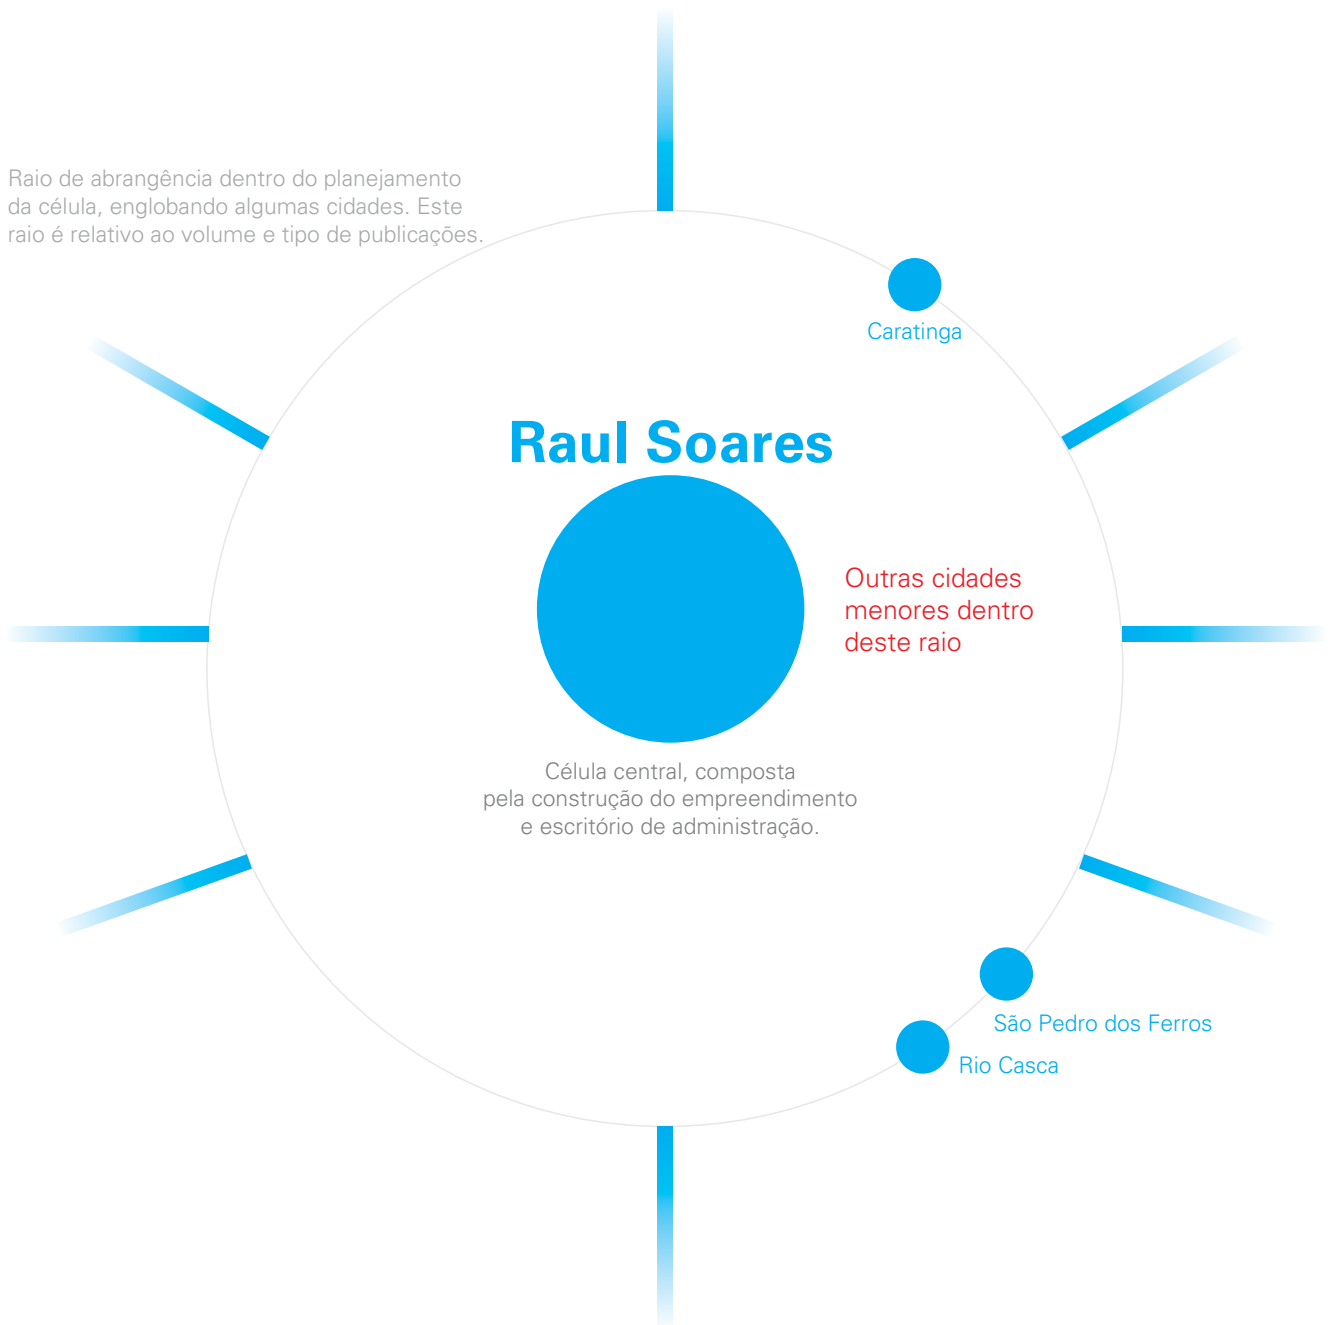 Raio de abrangência dentro do planejamento
da célula, englobando algumas cidades. Este
raio é relativo ao volume e tipo de publicações.
Caratinga
Raul Soares
Outras cidades
menores dentro
deste raio
Célula central, composta
pela construção do empreendimento
e escritório de administração.
São Pedro dos Ferros
Rio Casca